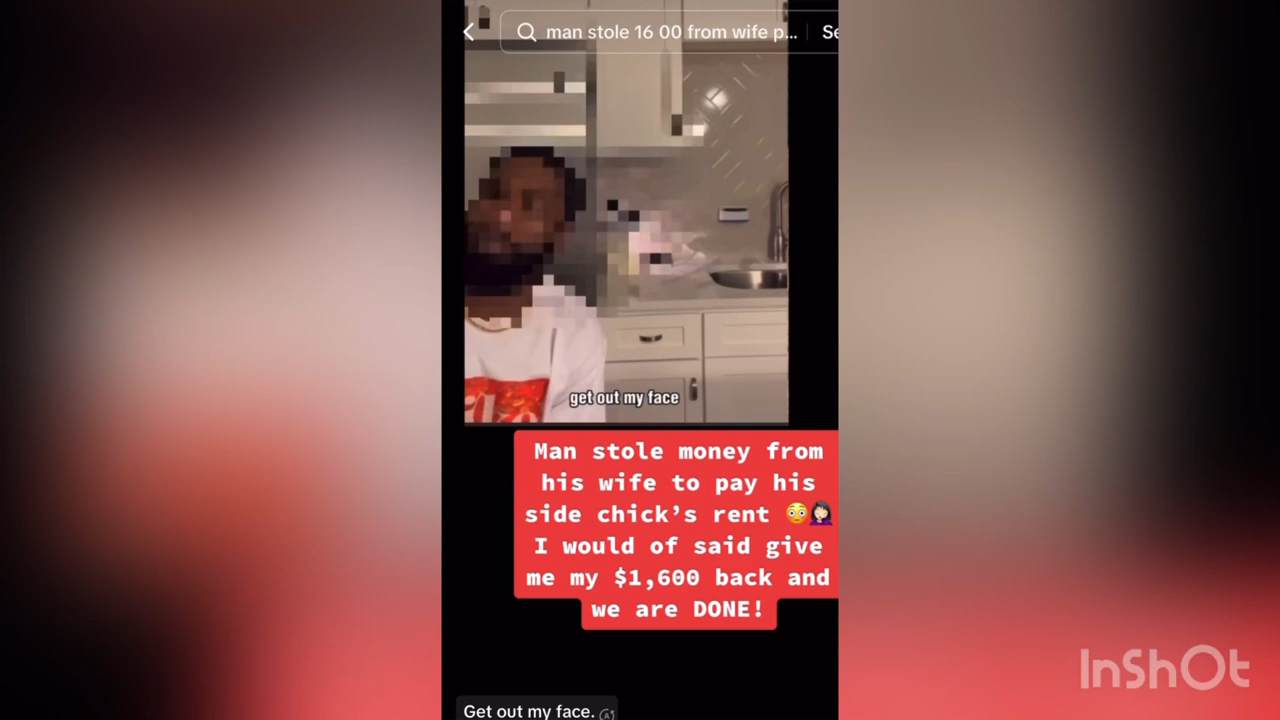 man stole 16 00 from wife p...
Se
get out my face
Man stole money from
his wife to pay his
side chick’s rent 😳🤦🏻‍♀️
I would of said give
me my $1,600 back and
we are DONE!
Get out my face.
InShOt